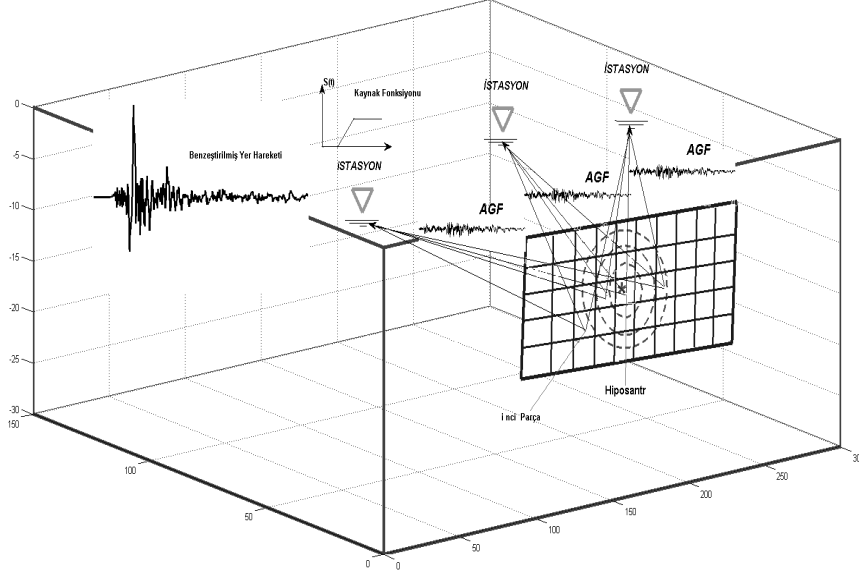 S(t)
Kaynak Fonksiyonu
Benzeştirilmiş Yer Hareketi
İSTASYON
İSTASYON
İSTASYON
AGF
AGF
AGF
Hiposantr
i nci Parça
0
-5
-10
-15
-20
-25
-30
150
100
50
0
0
50
100
150
200
250
30